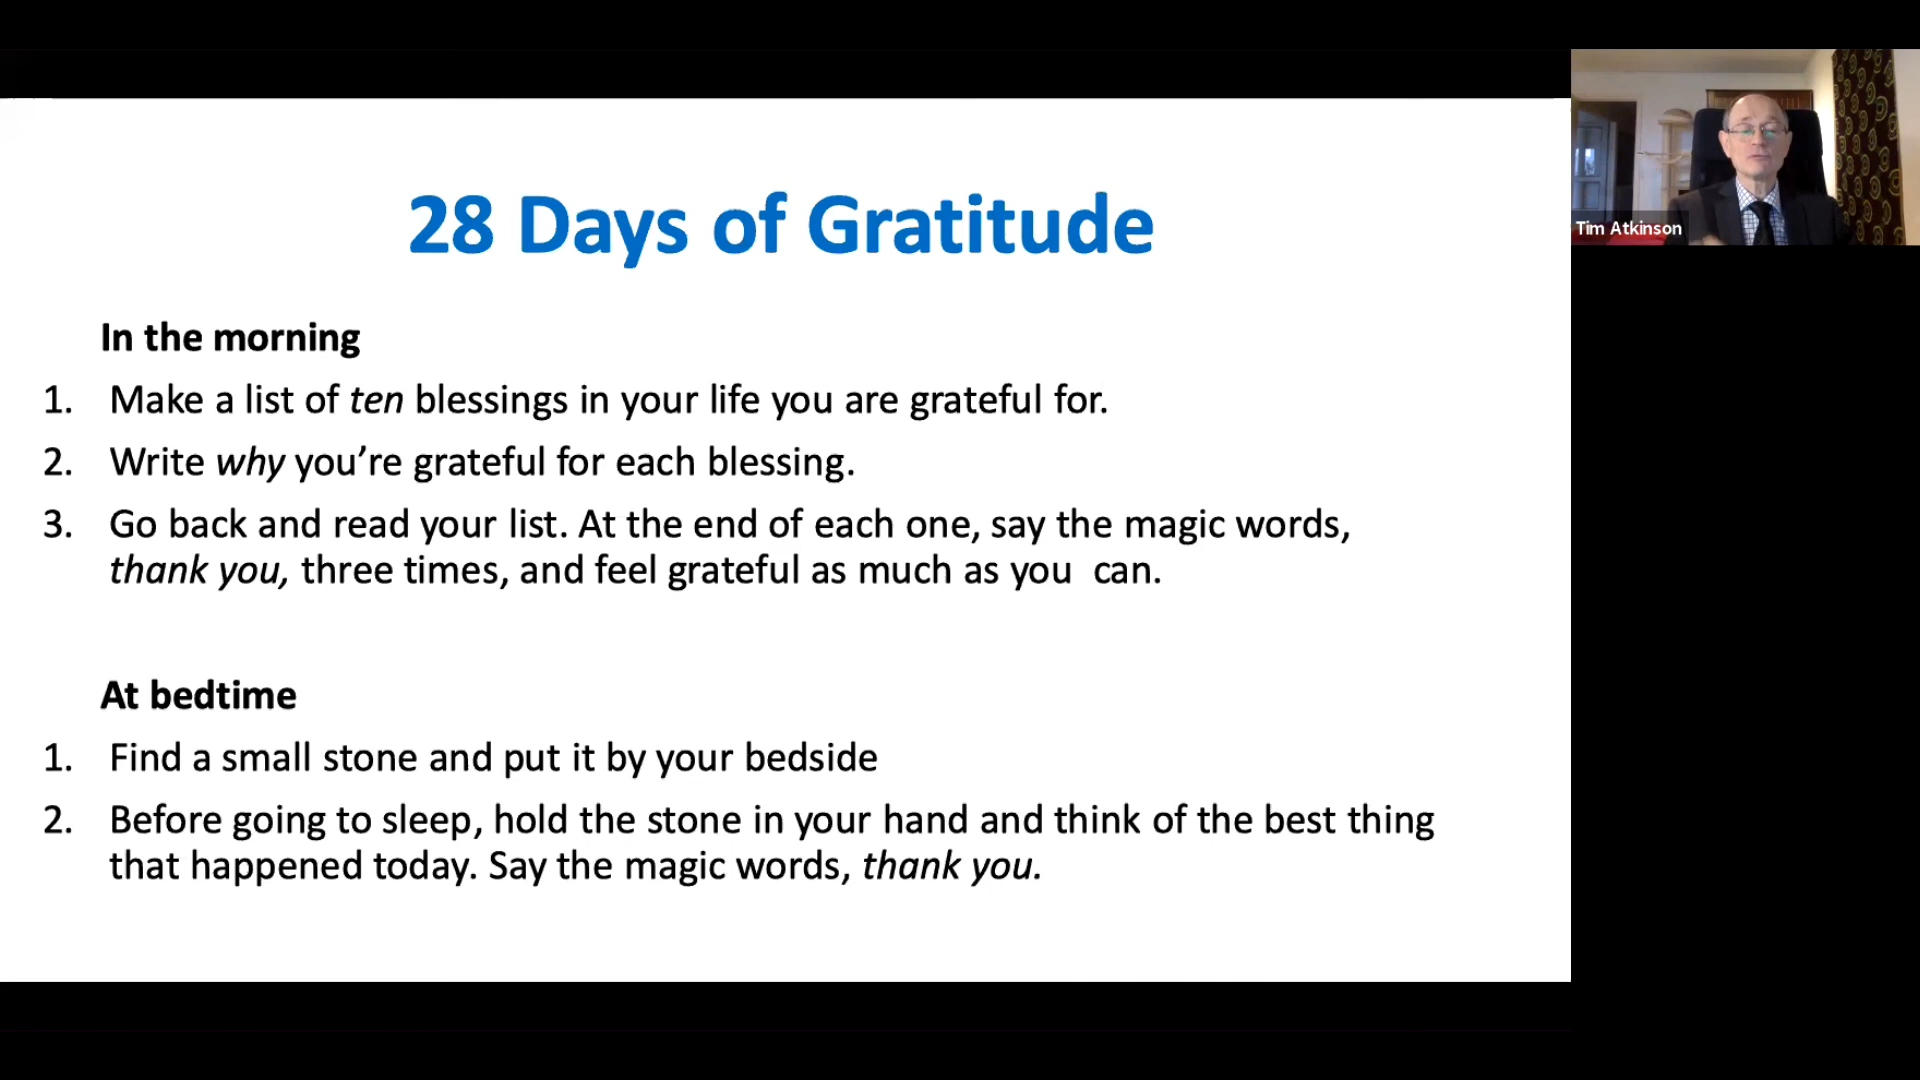 28 Days of Gratitude
In the morning
1. Make a list of ten blessings in your life you are grateful for.
2. Write why you’re grateful for each blessing.
3. Go back and read your list. At the end of each one, say the magic words,
thank you, three times, and feel grateful as much as you  can.
At bedtime
1. Find a small stone and put it by your bedside
2. Before going to sleep, hold the stone in your hand and think of the best thing
that happened today. Say the magic words, thank you.
Tim Atkinson